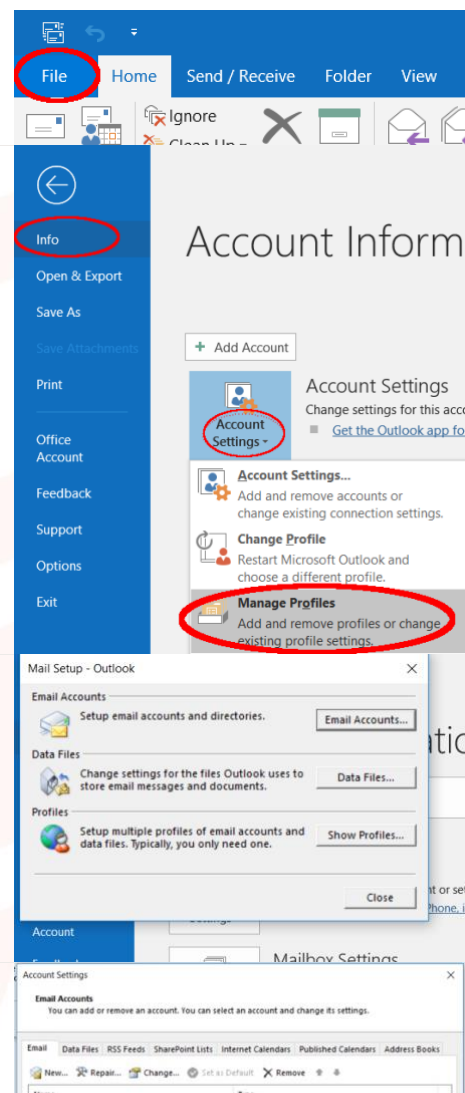 File Home Send / Receive Folder View
Ignore
Clean Up
Info
Account Inform
Open & Export
Save As
Save Attachments
+ Add Account
Print
Account Settings
Change settings for this acc
Account
Settings
Get the Outlook app fo
Office
Account
Account Settings...
Add and remove accounts or
change existing connection settings.
Feedback
Support
Change Profile
Restart Microsoft Outlook and
choose a different profile.
Options
Exit
Manage Profiles
Add and remove profiles or change
existing profile settings.
Mail Setup - Outlook
Email Accounts
Setup email accounts and directories.
Email Accounts...
Data Files
Change settings for the files Outlook uses to
store email messages and documents.
Data Files...
Profiles
Setup multiple profiles of email accounts and
data files. Typically, you only need one.
Show Profiles...
Close
Account
Mailbox Settings
Account Settings
Email Accounts
You can add or remove an account. You can select an account and change its settings.
Email Data Files RSS Feeds SharePoint Lists Internet Calendars Published Calendars Address Books
New... Repair... Change... Set as Default Remove